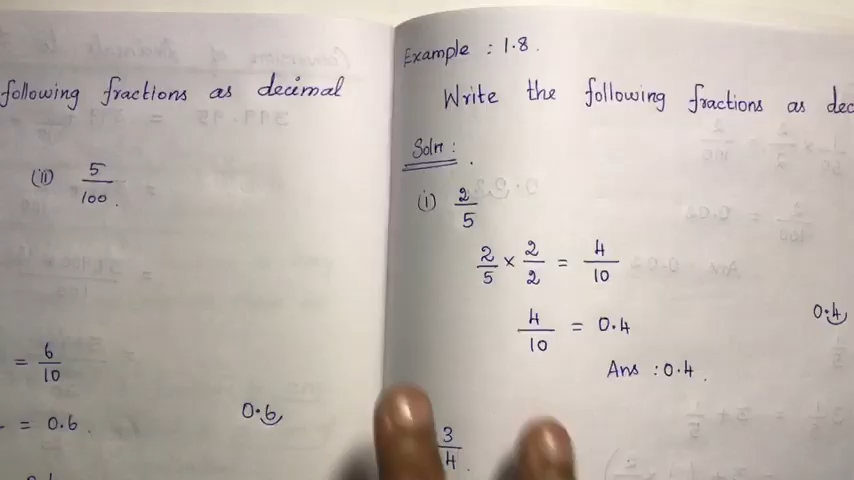 following fractions as decimal
(ii) 5/100.
= 6/10
= 0.6.
0.6
Example : 1.8.
Write the following fractions as dec
Soln :
(i) 2/5
2/5 × 2/2 = 4/10
4/10 = 0.4
0.4
Ans : 0.4.
3/4.